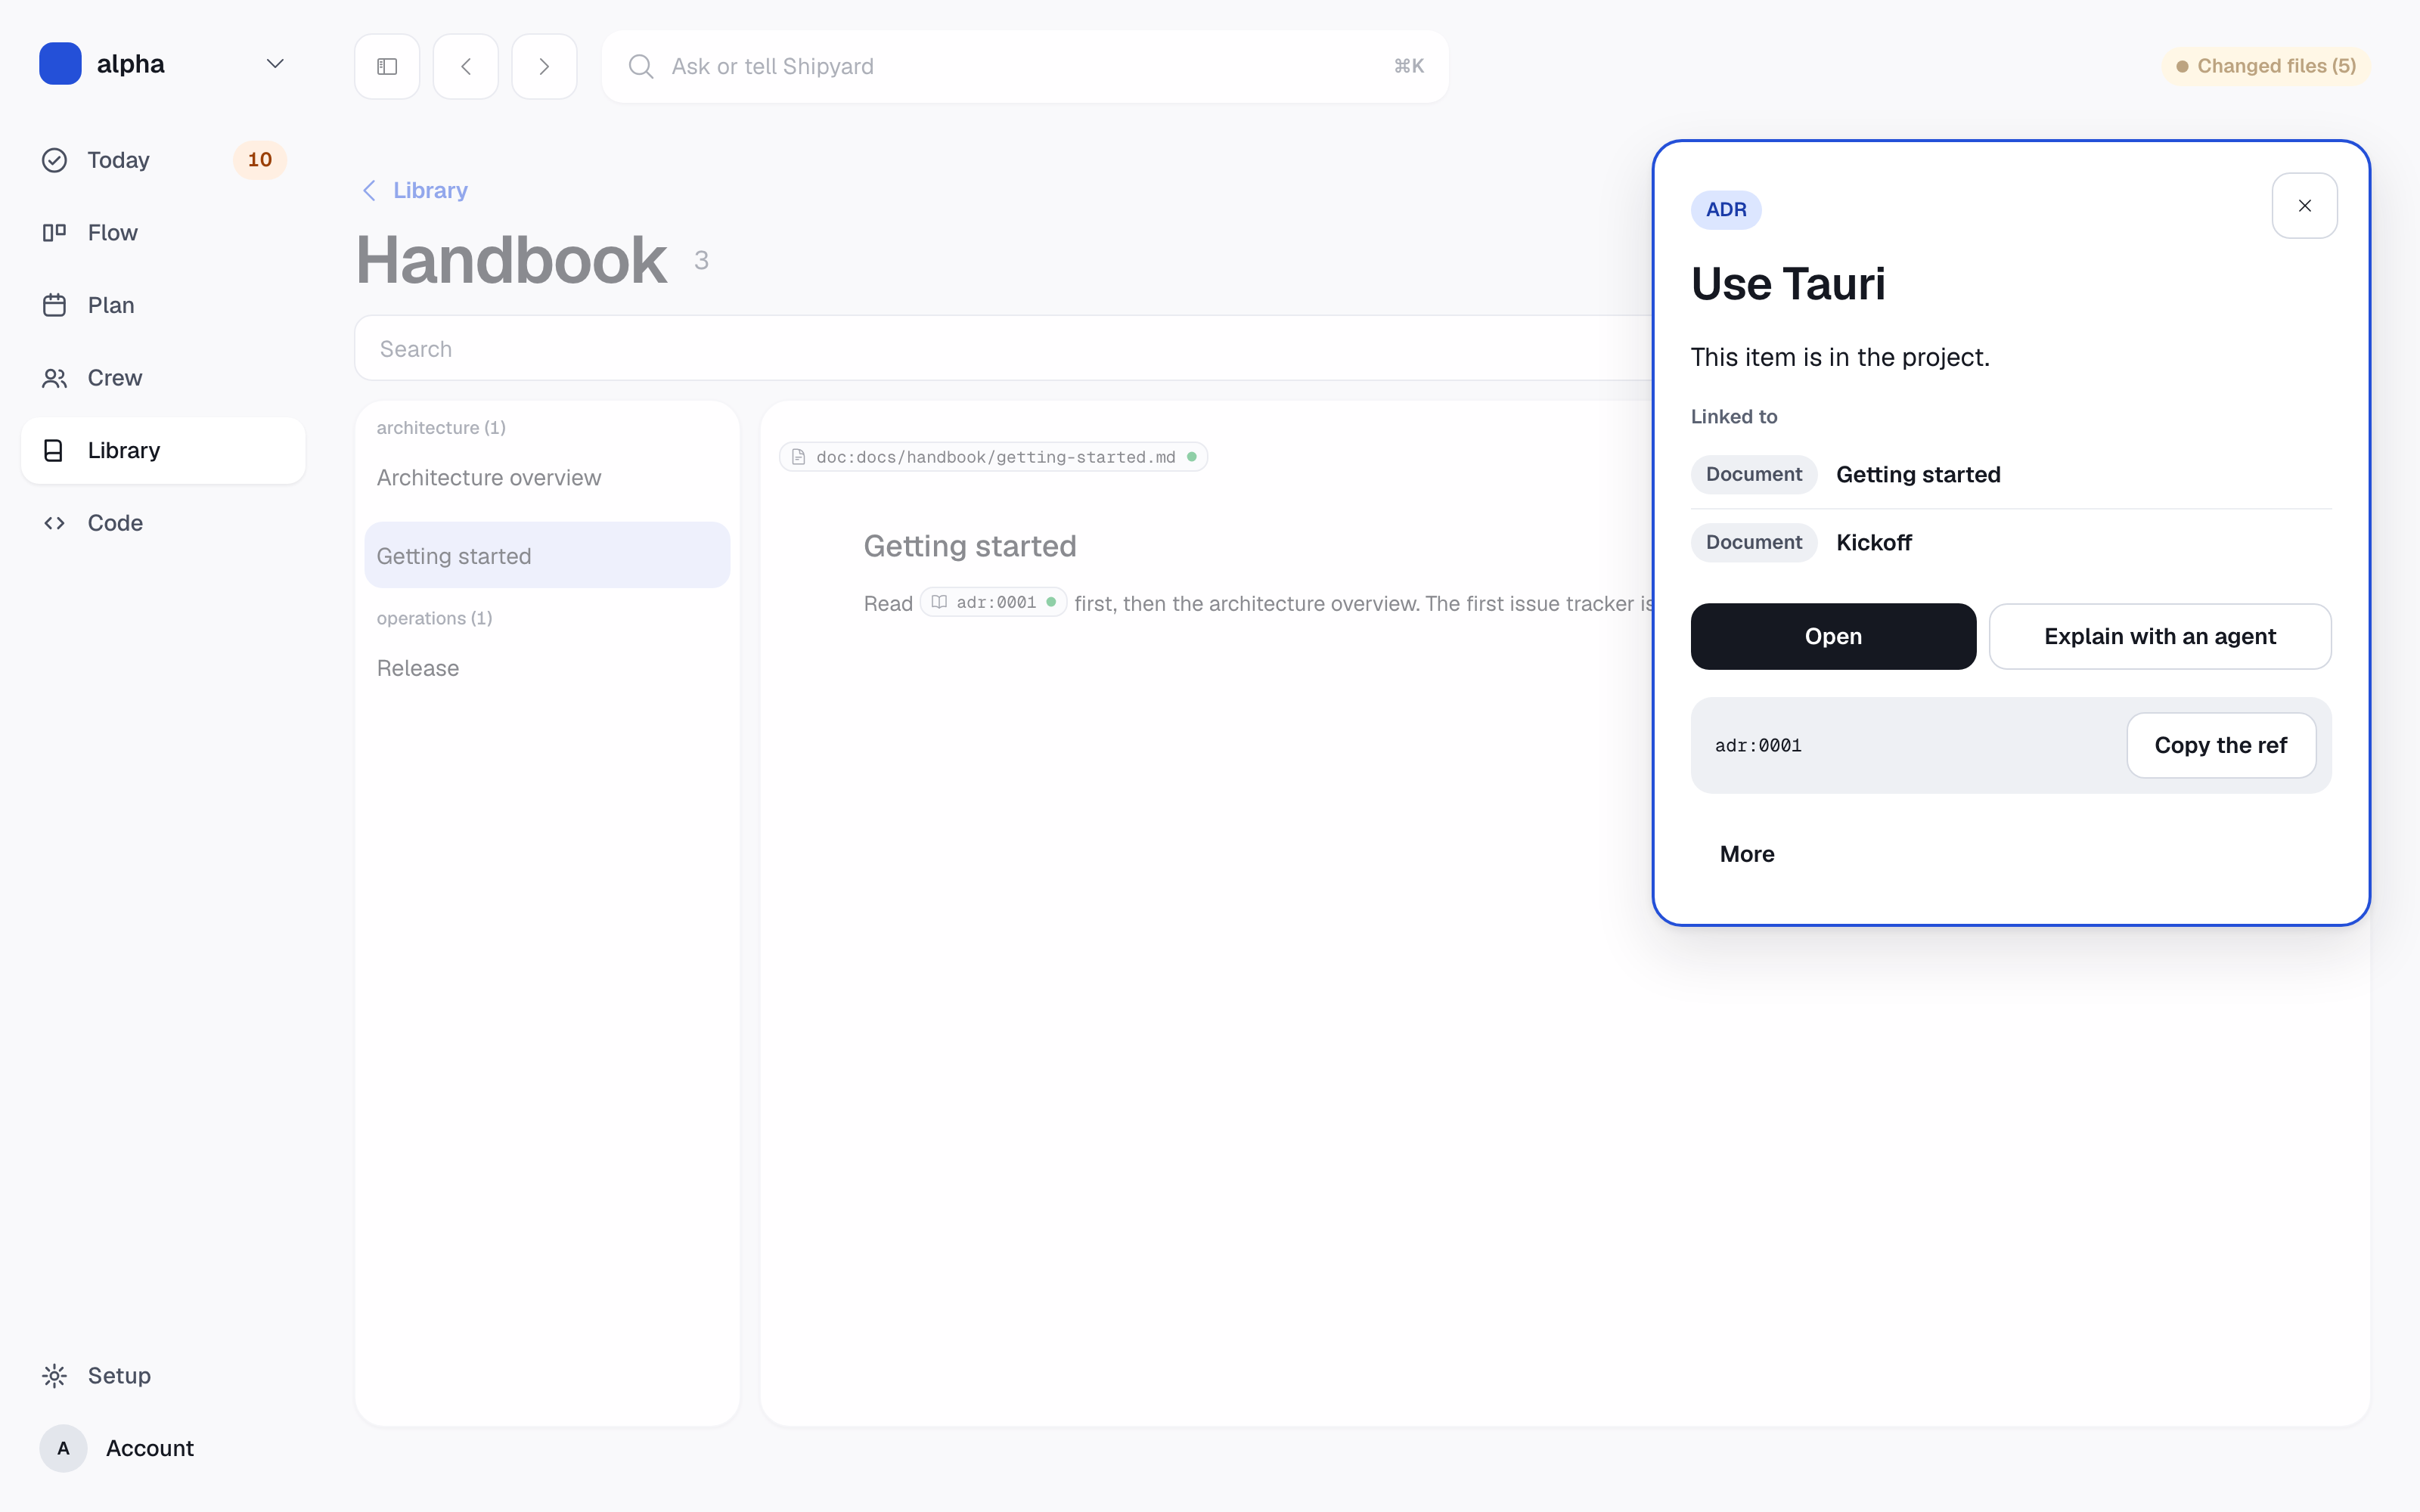 alpha
Today 10
Flow
Plan
Crew
Library
Code
Setup
A Account
Ask or tell Shipyard ⌘K
Changed files (5)
Library
Handbook 3
Search
architecture (1)
Architecture overview
Getting started
operations (1)
Release
doc:docs/handbook/getting-started.md
Getting started
Read adr:0001 first, then the architecture overview. The first issue tracker is
ADR
Use Tauri
This item is in the project.
Linked to
Document Getting started
Document Kickoff
Open Explain with an agent
adr:0001 Copy the ref
More